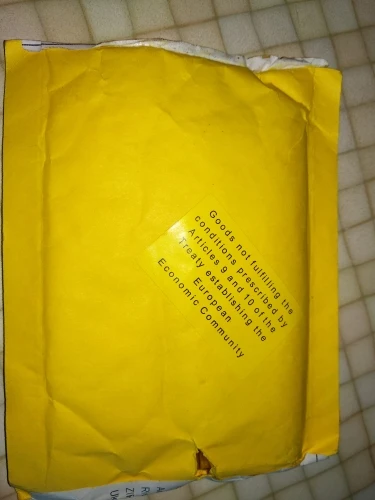 Goods not fulfilling the
conditions prescribed by
Articles 9 and 10 of the
Treaty establishing the
European
Economic Community